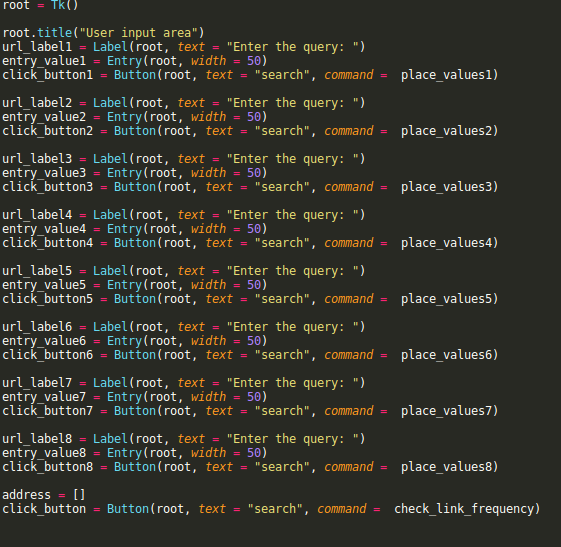 root = Tk()
root.title("User input area")
url_label1 = Label(root, text = "Enter the query: ")
entry_value1 = Entry(root, width = 50)
click_button1 = Button(root, text = "search", command =  place_values1)
url_label2 = Label(root, text = "Enter the query: ")
entry_value2 = Entry(root, width = 50)
click_button2 = Button(root, text = "search", command =  place_values2)
url_label3 = Label(root, text = "Enter the query: ")
entry_value3 = Entry(root, width = 50)
click_button3 = Button(root, text = "search", command =  place_values3)
url_label4 = Label(root, text = "Enter the query: ")
entry_value4 = Entry(root, width = 50)
click_button4 = Button(root, text = "search", command =  place_values4)
url_label5 = Label(root, text = "Enter the query: ")
entry_value5 = Entry(root, width = 50)
click_button5 = Button(root, text = "search", command =  place_values5)
url_label6 = Label(root, text = "Enter the query: ")
entry_value6 = Entry(root, width = 50)
click_button6 = Button(root, text = "search", command =  place_values6)
url_label7 = Label(root, text = "Enter the query: ")
entry_value7 = Entry(root, width = 50)
click_button7 = Button(root, text = "search", command =  place_values7)
url_label8 = Label(root, text = "Enter the query: ")
entry_value8 = Entry(root, width = 50)
click_button8 = Button(root, text = "search", command =  place_values8)
address = []
click_button = Button(root, text = "search", command =  check_link_frequency)